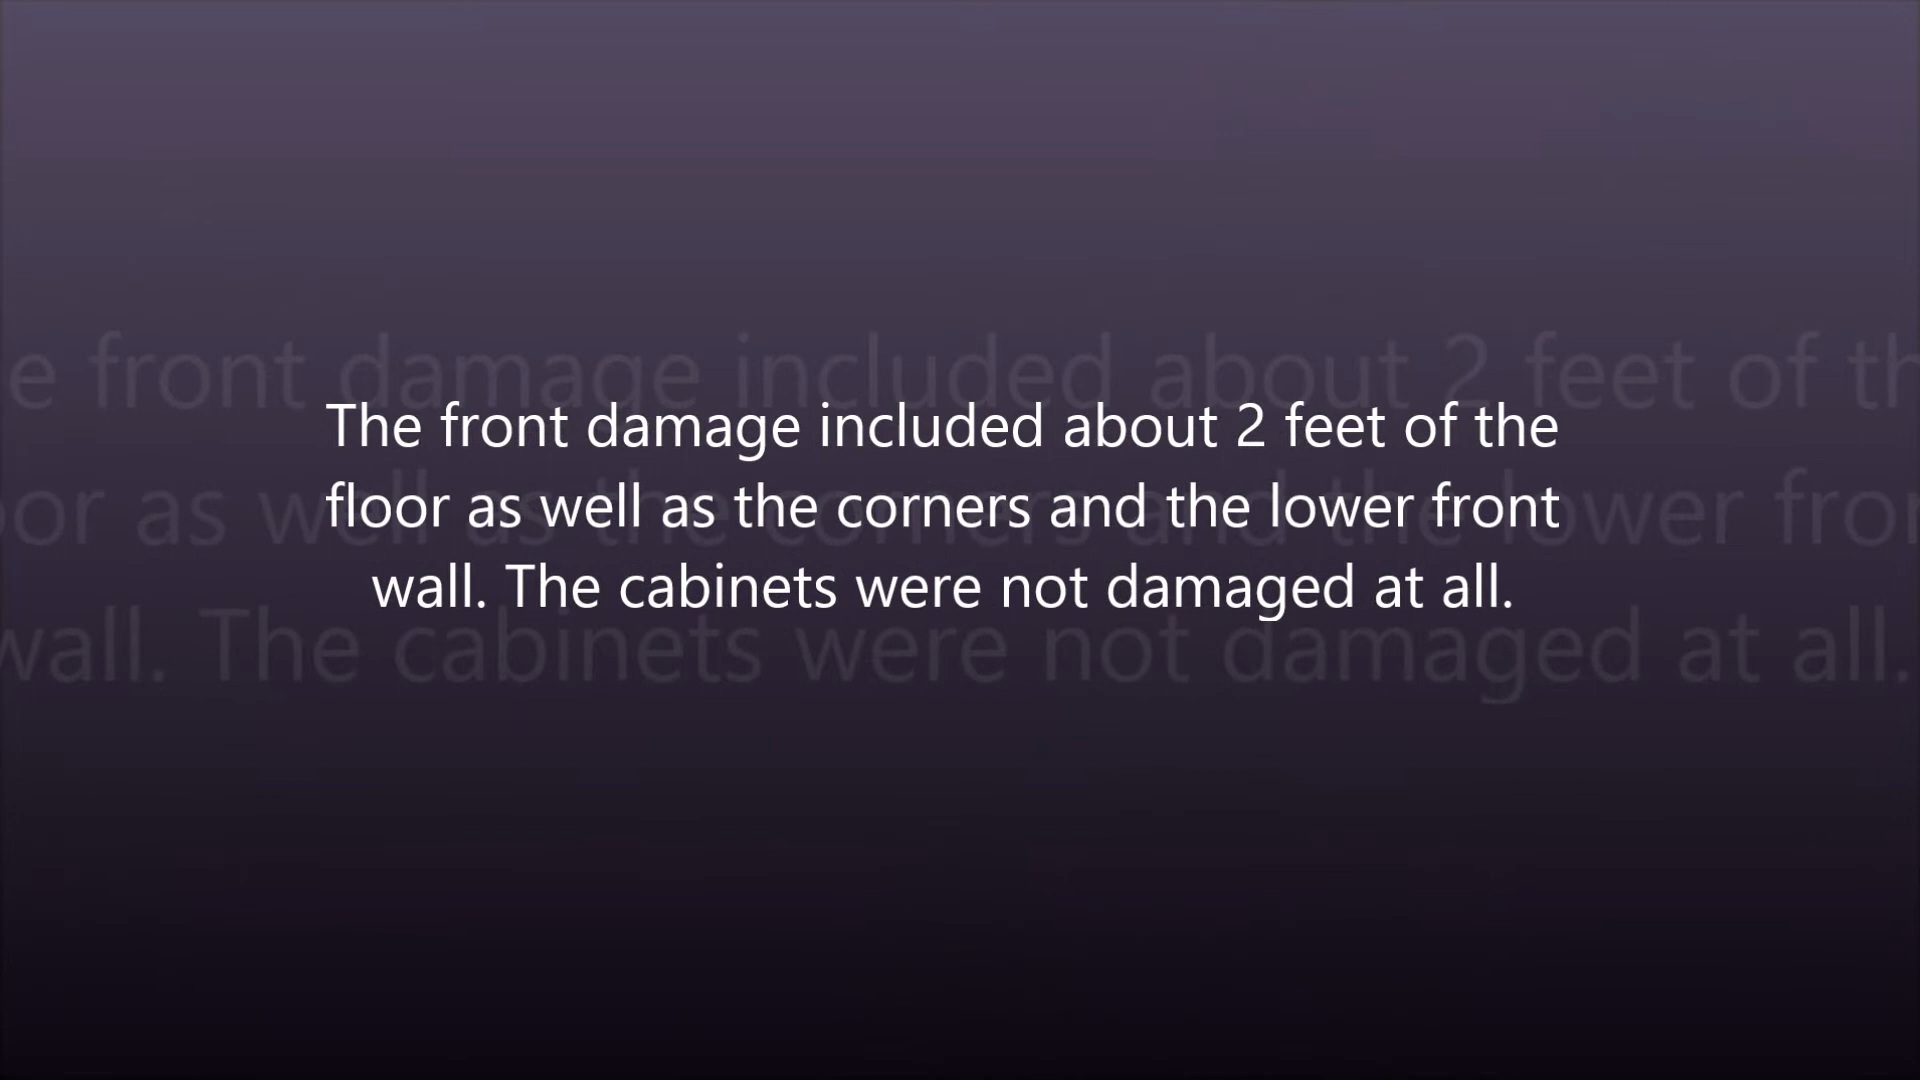 The front damage included about 2 feet of the
floor as well as the corners and the lower front
wall. The cabinets were not damaged at all.